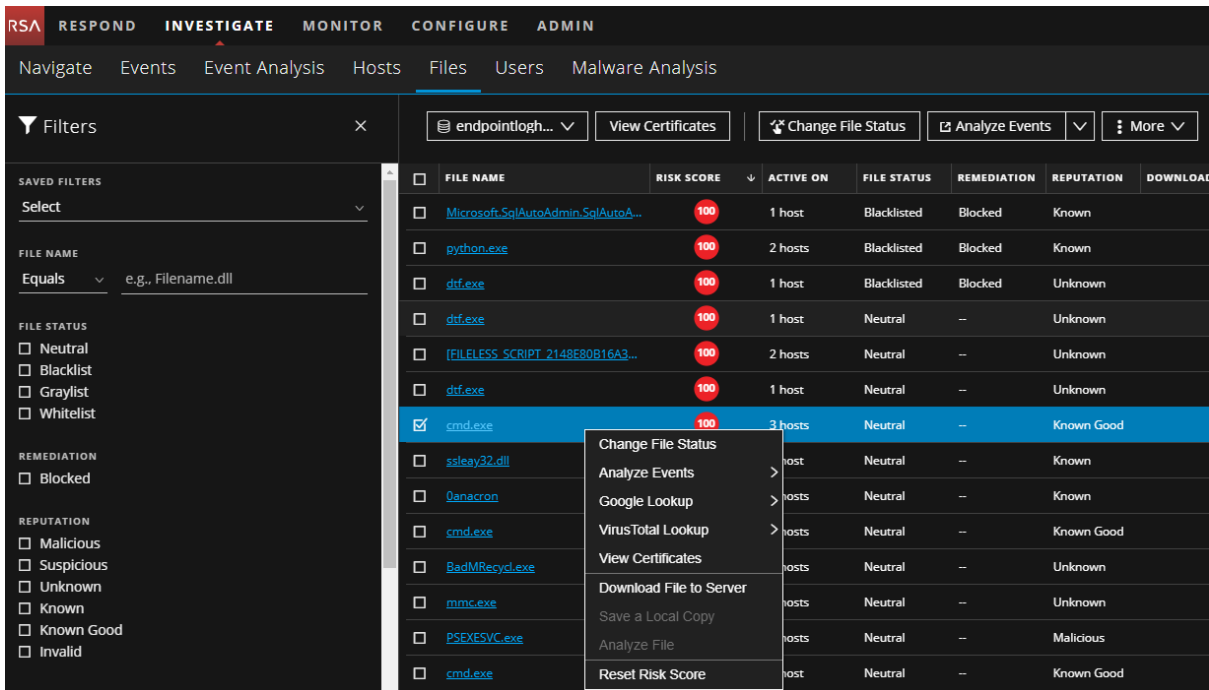 RSA RESPOND INVESTIGATE MONITOR CONFIGURE ADMIN
Navigate Events Event Analysis Hosts Files Users Malware Analysis
Filters
SAVED FILTERS
Select
FILE NAME
Equals e.g., Filename.dll
FILE STATUS
Neutral
Blacklist
Graylist
Whitelist
REMEDIATION
Blocked
REPUTATION
Malicious
Suspicious
Unknown
Known
Known Good
Invalid
endpointlogh... View Certificates Change File Status Analyze Events More
FILE NAME RISK SCORE ACTIVE ON FILE STATUS REMEDIATION REPUTATION DOWNLOAD
Microsoft.SqlAutoAdmin.SqlAutoA... 100 1 host Blacklisted Blocked Known
python.exe 100 2 hosts Blacklisted Blocked Known
dtf.exe 100 1 host Blacklisted Blocked Unknown
dtf.exe 100 1 host Neutral -- Unknown
[FILELESS_SCRIPT_2148E80B16A3... 100 2 hosts Neutral -- Unknown
dtf.exe 100 1 host Neutral -- Unknown
cmd.exe 100 3 hosts Neutral -- Known Good
ssleay32.dll host Neutral -- Known
0anacron hosts Neutral -- Known
cmd.exe hosts Neutral -- Known Good
BadMRecycl.exe hosts Neutral -- Unknown
mmc.exe hosts Neutral -- Unknown
PSEXESVC.exe hosts Neutral -- Malicious
cmd.exe host Neutral -- Known Good
Change File Status
Analyze Events
Google Lookup
VirusTotal Lookup
View Certificates
Download File to Server
Save a Local Copy
Analyze File
Reset Risk Score